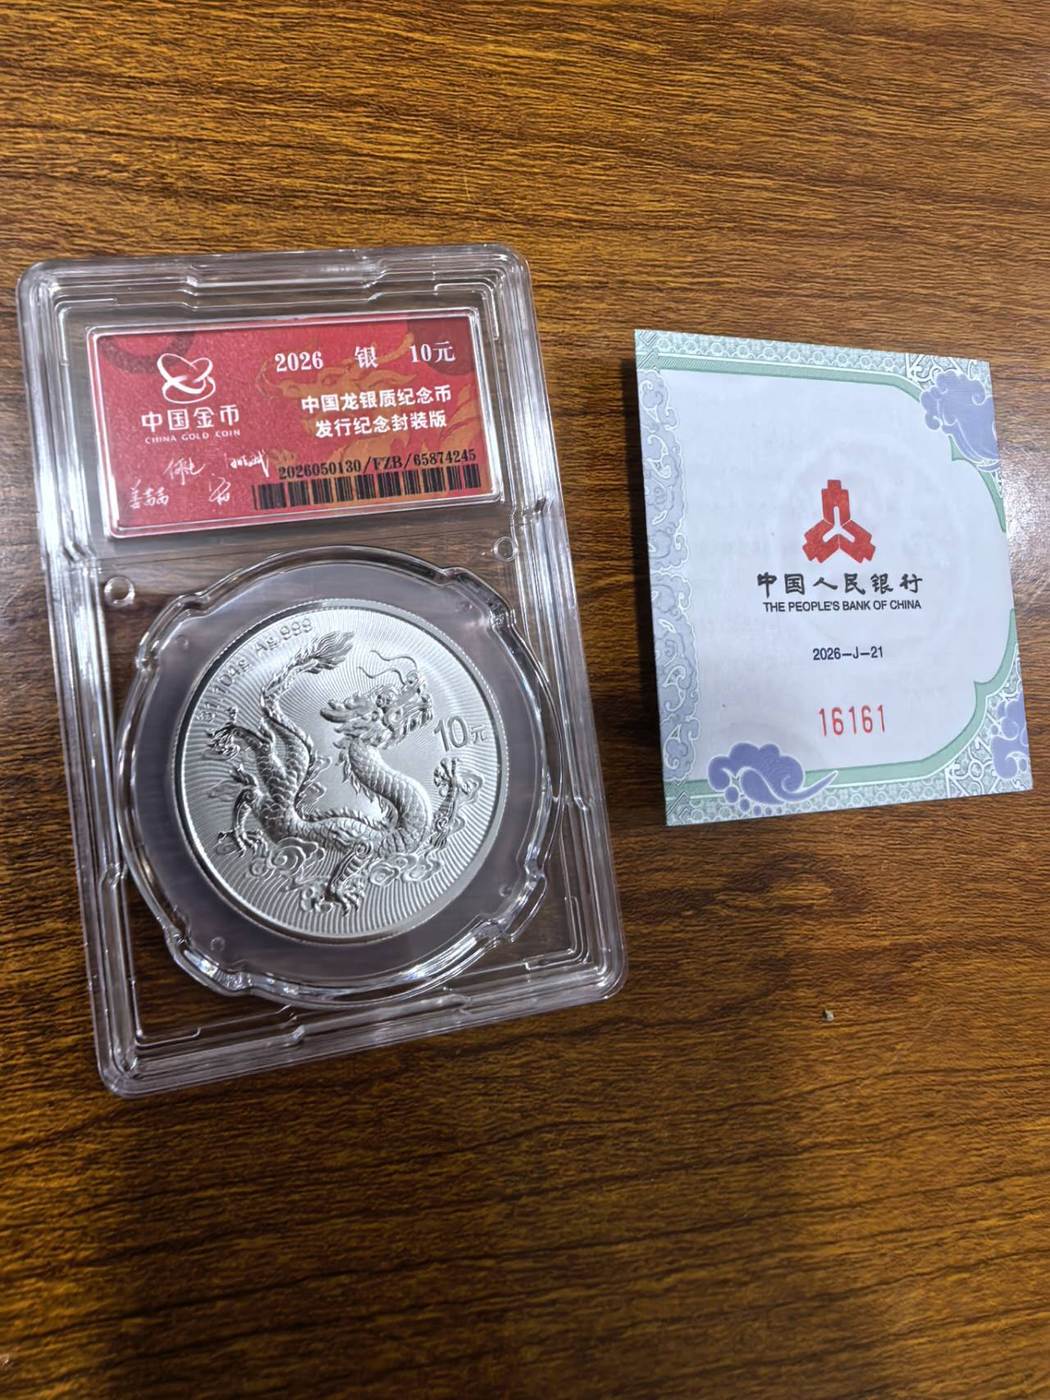 2026 银 10元
中国金币
CHINA GOLD COIN
中国龙银质纪念币
发行纪念封装版
2026050130/FZB/65874245
Ag.999
10元
中国人民银行
THE PEOPLE'S BANK OF CHINA
2026-J-21
16161